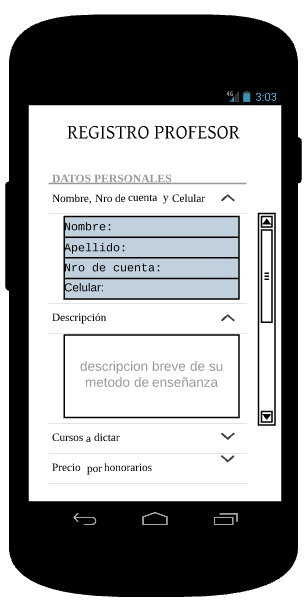 4G 3:03
REGISTRO PROFESOR
DATOS PERSONALES
Nombre, Nro de cuenta y Celular
Nombre:
Apellido:
Nro de cuenta:
Celular:
Descripción
descripcion breve de su
metodo de enseñanza
Cursos a dictar
Precio por honorarios